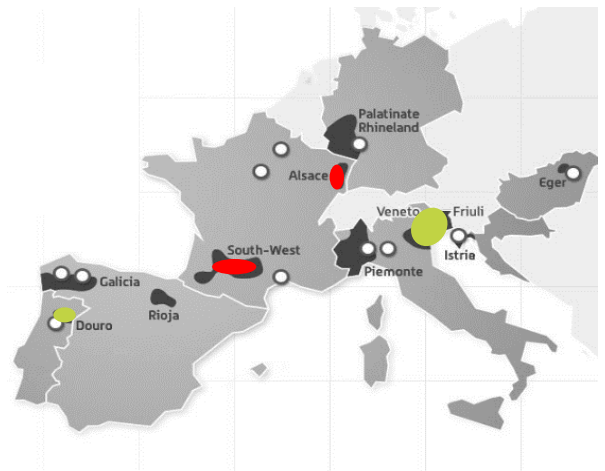 Palatinate
Rhineland
Alsace
Eger
Veneto Friuli
South-West
Istria
Piemonte
Galicia
Rioja
Douro